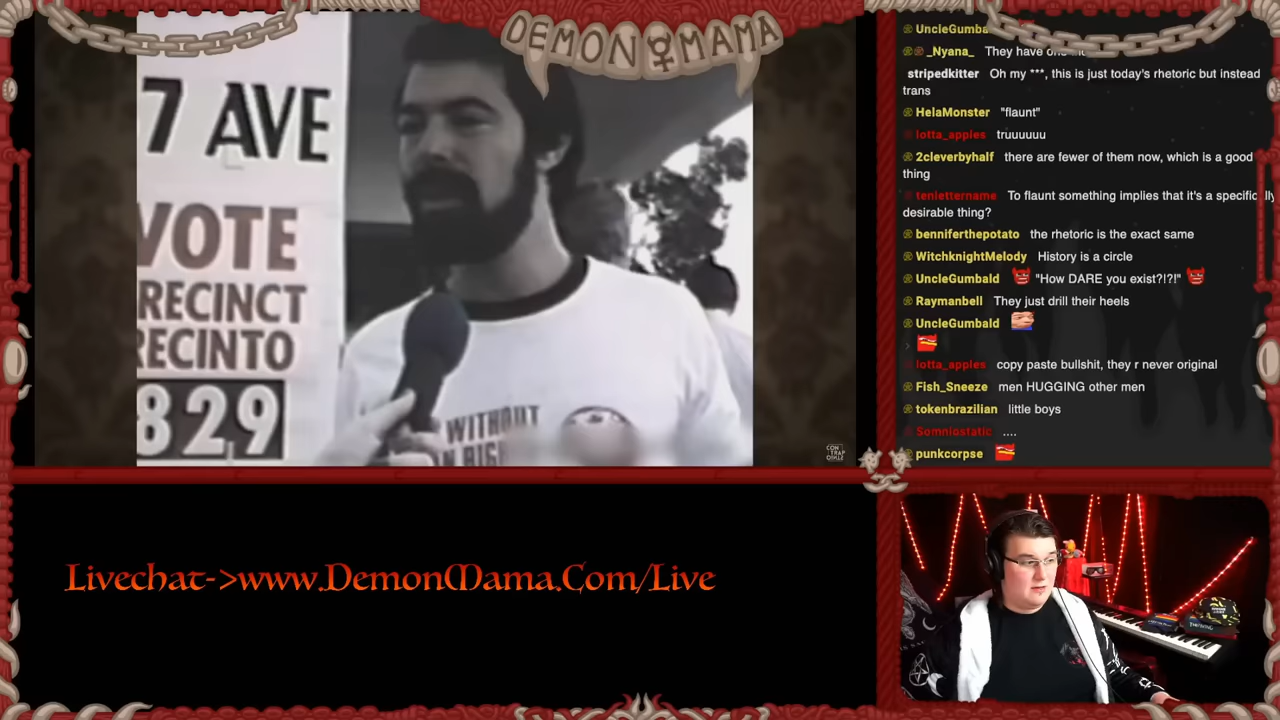 DEMON MAMA
7 AVE
VOTE
RECINCT
RECINTO
829
WITHOUT
CON
TRAP
UncleGumba
_Nyana_ They have
stripedkitter Oh my ***, this is just today's rhetoric but instead
trans
HelaMonster "flaunt"
lotta_apples truuuuuu
2cleverbyhalf there are fewer of them now, which is a good
thing
tenlettername To flaunt something implies that it's a specifically
desirable thing?
benniferthepotato the rhetoric is the exact same
WitchknightMelody History is a circle
UncleGumbald "How DARE you exist?!?!"
Raymanbell They just drill their heels
UncleGumbald
lotta_apples copy paste bullshit, they r never original
Fish_Sneeze men HUGGING other men
tokenbrazilian little boys
Somniostatic ....
punkcorpse
Livechat->www.DemonMama.Com/Live